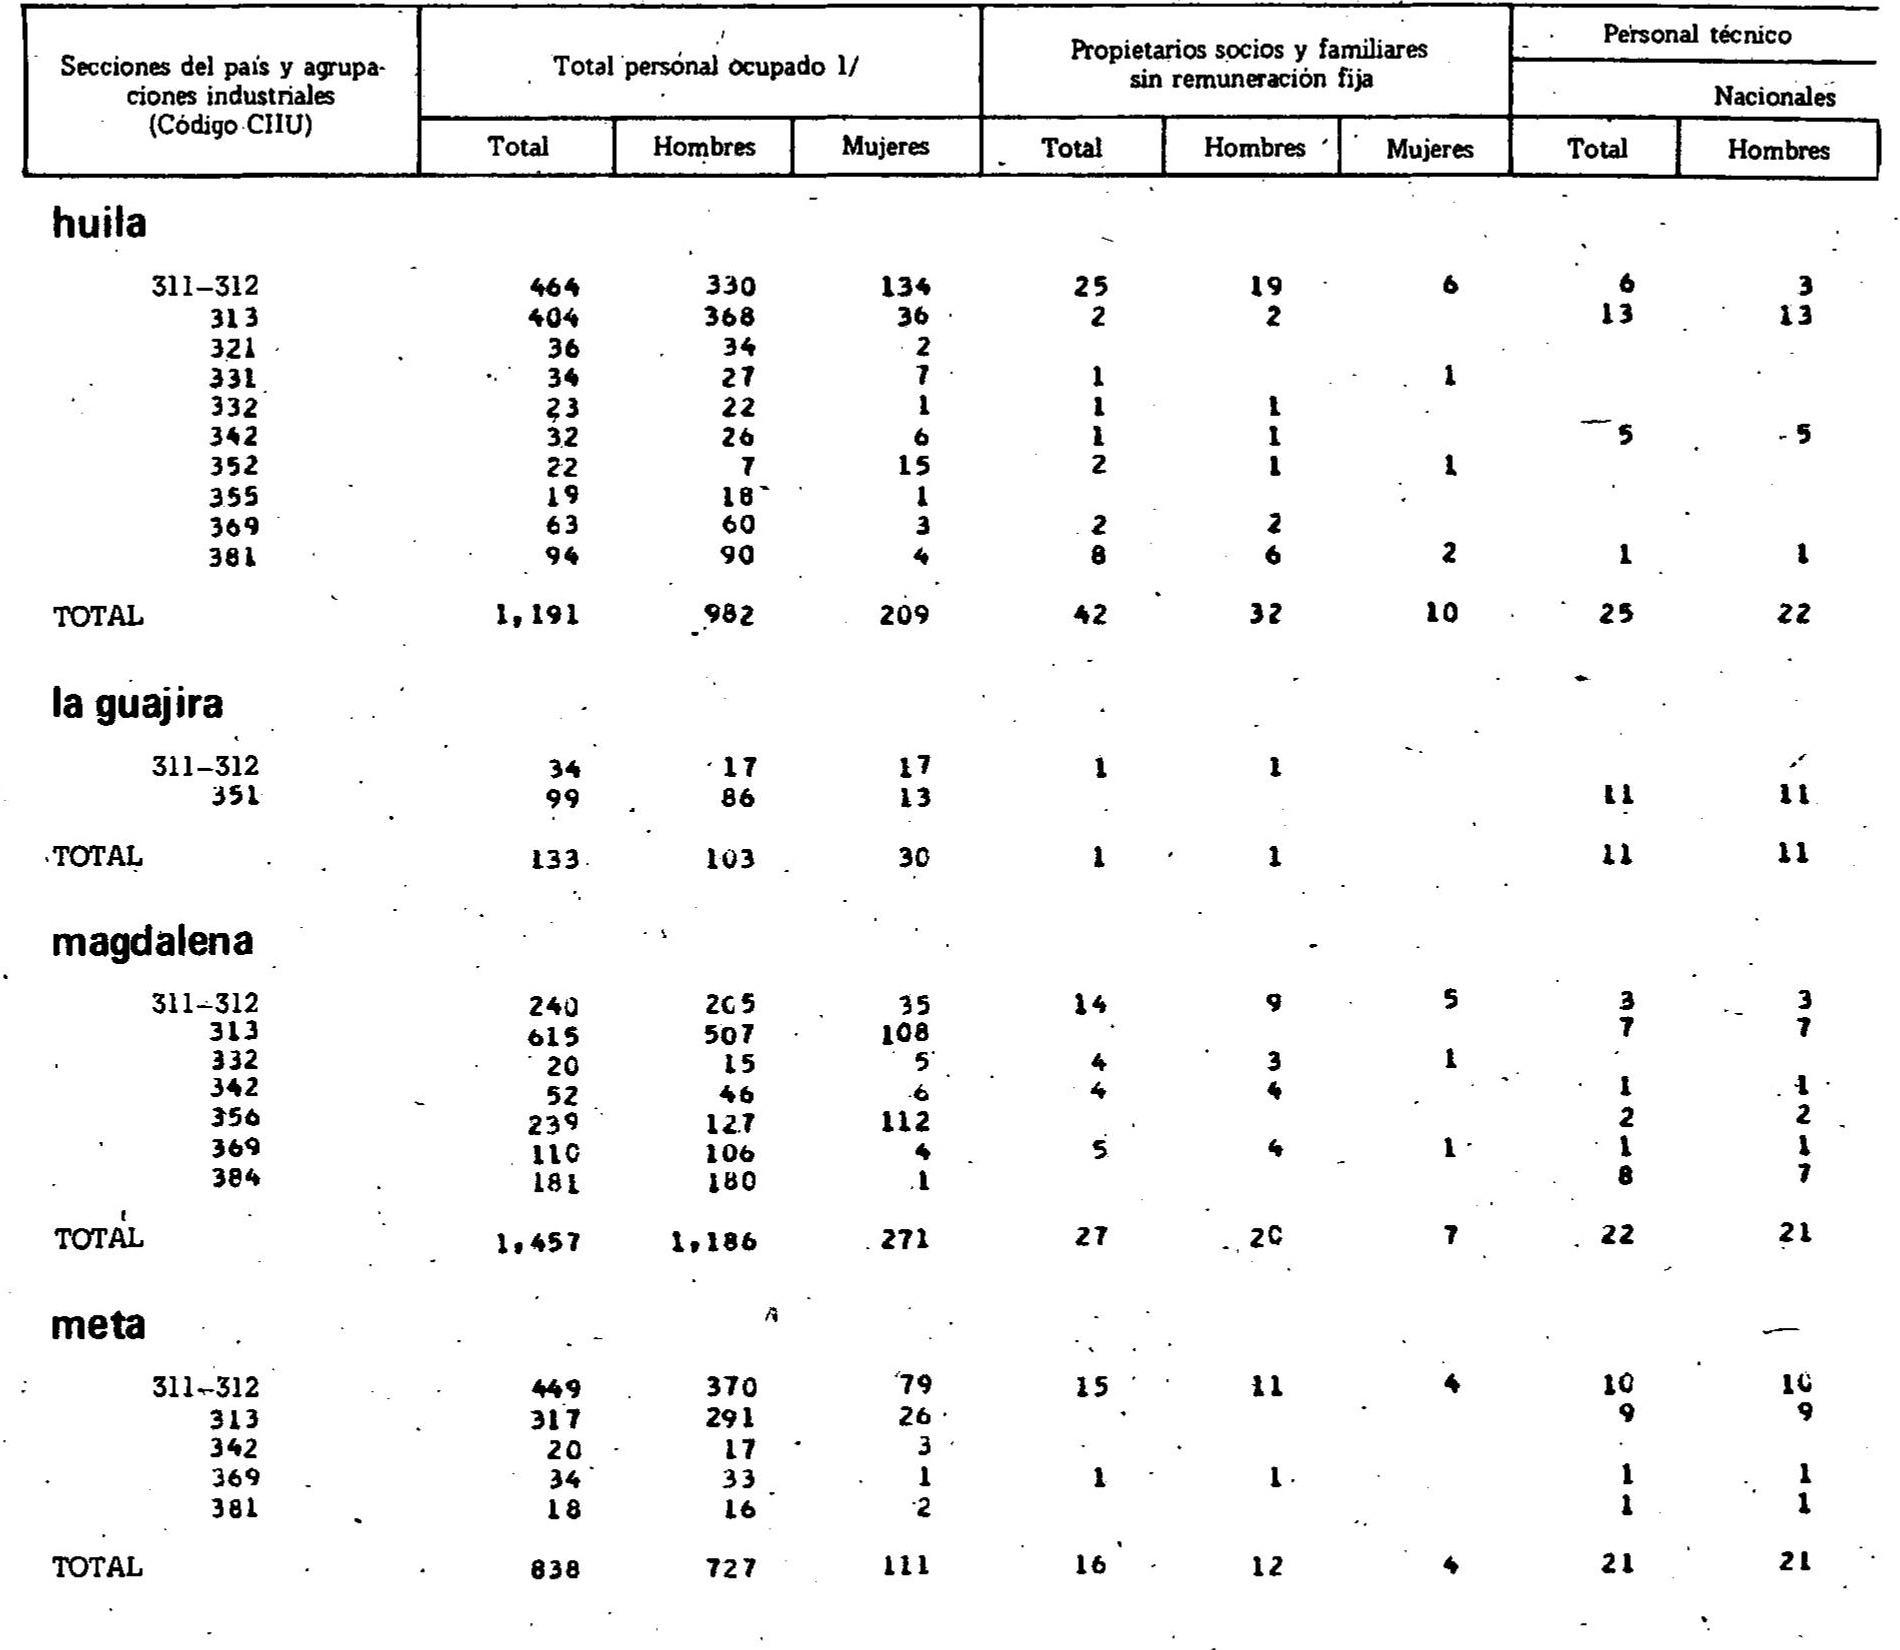 Secciones del país y agrupa-
ciones industriales
(Código CIIU)
Total personal ocupado 1/
Propietarios socios y familiares
sin remuneración fija
Personal técnico
Nacionales
Total Hombres Mujeres Total Hombres Mujeres Total Hombres
huila
311-312 464 330 134 25 19 6 6 3
313 404 368 36 2 2 13 13
321 36 34 2
331 34 27 7 1 1
332 23 22 1 1 1
342 32 26 6 1 1 5 5
352 22 7 15 2 1 1
355 19 18 1
369 63 60 3 2 2
381 94 90 4 8 6 2 1 1
TOTAL 1,191 982 209 42 32 10 25 22
la guajira
311-312 34 17 17 1 1
351 99 86 13 11 11
TOTAL 133 103 30 1 1 11 11
magdalena
311-312 240 205 35 14 9 5 3 3
313 615 507 108 7 7
332 20 15 5 4 3 1
342 52 46 6 4 4 1 1
356 239 127 112 2 2
369 110 106 4 5 4 1 1 1
384 181 180 1 8 7
TOTAL 1,457 1,186 271 27 20 7 22 21
meta
311-312 449 370 79 15 11 4 10 10
313 317 291 26 9 9
342 20 17 3
369 34 33 1 1 1 1 1
381 18 16 2 1 1
TOTAL 838 727 111 16 12 4 21 21